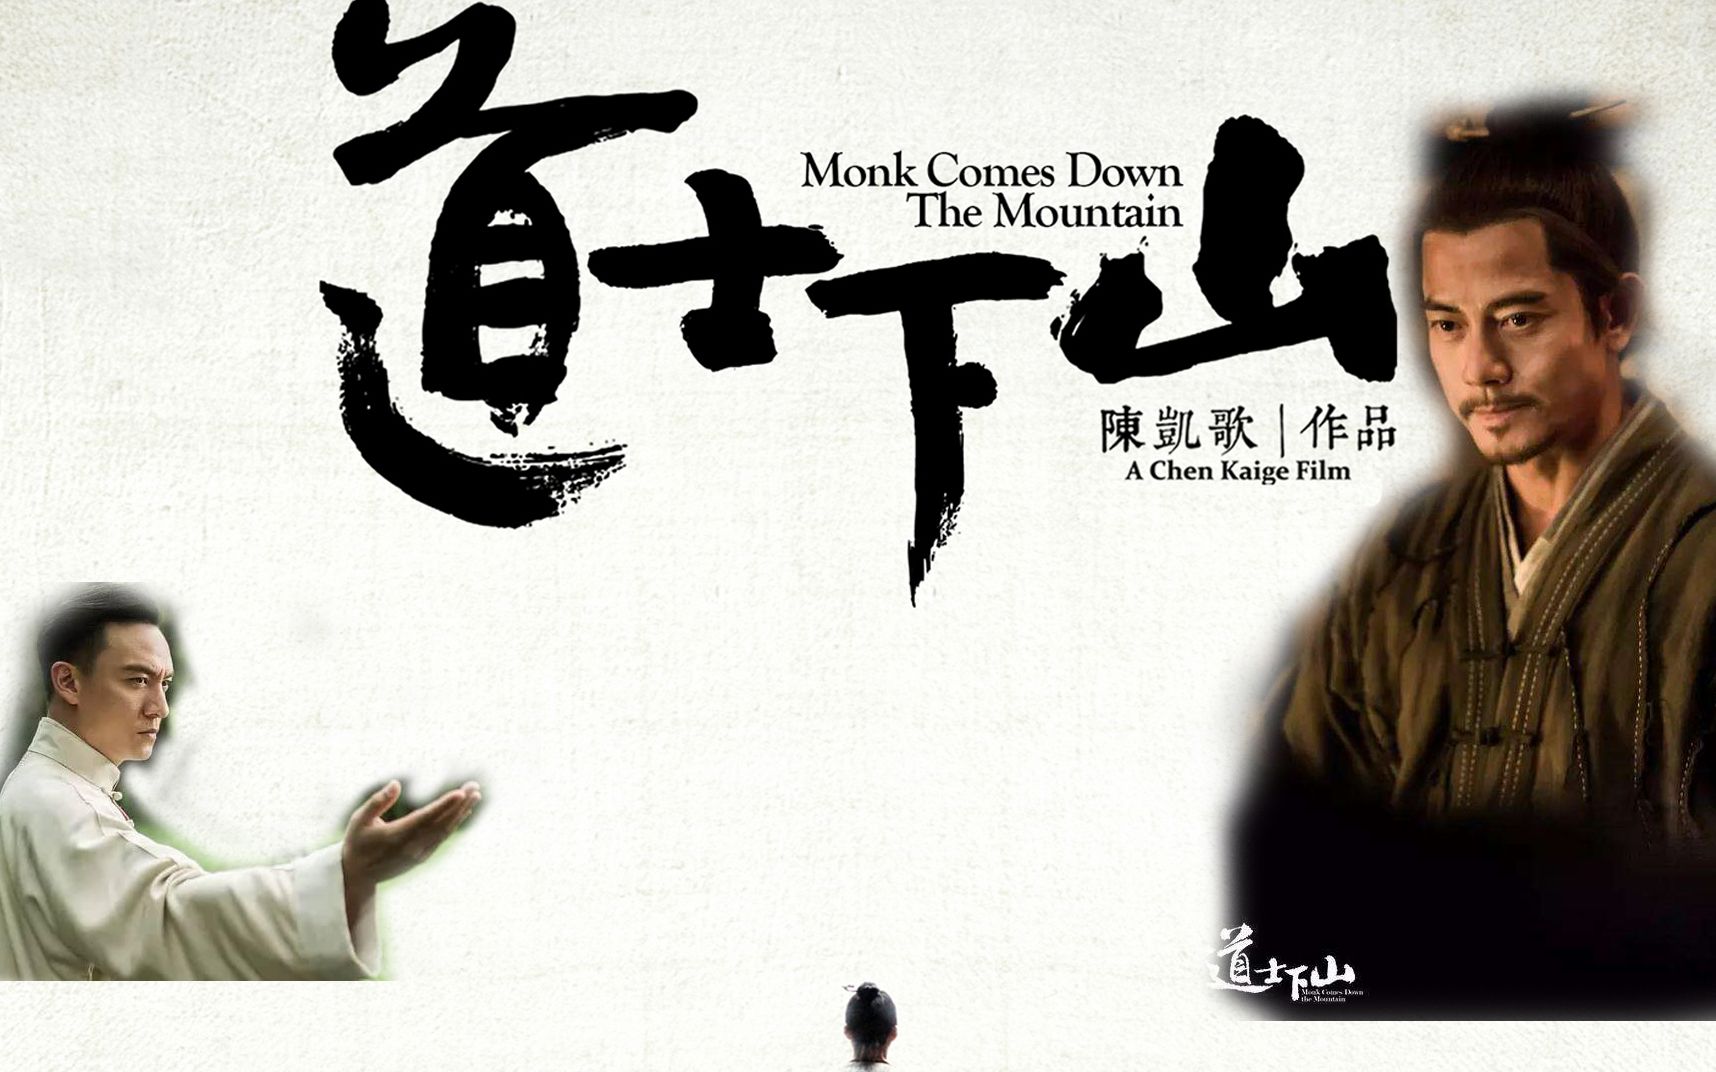 道士下山
Monk Comes Down
The Mountain
陳凱歌|作品
A Chen Kaige Film
道士下山
Monk Comes Down
the Mountain